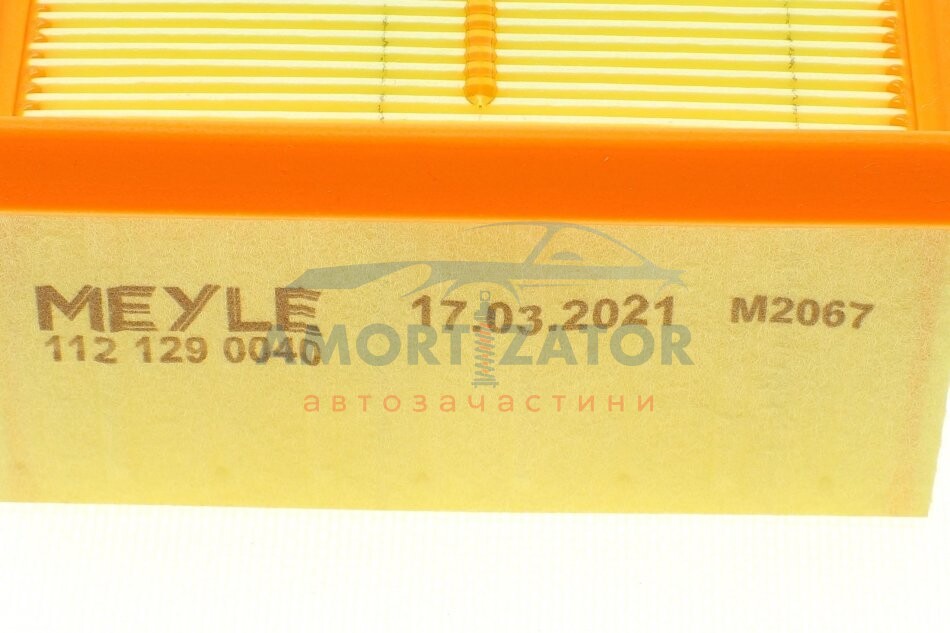 MEYLE 17.03.2021 M2067
112 129 0040
AMORTIZATOR
автозачастини